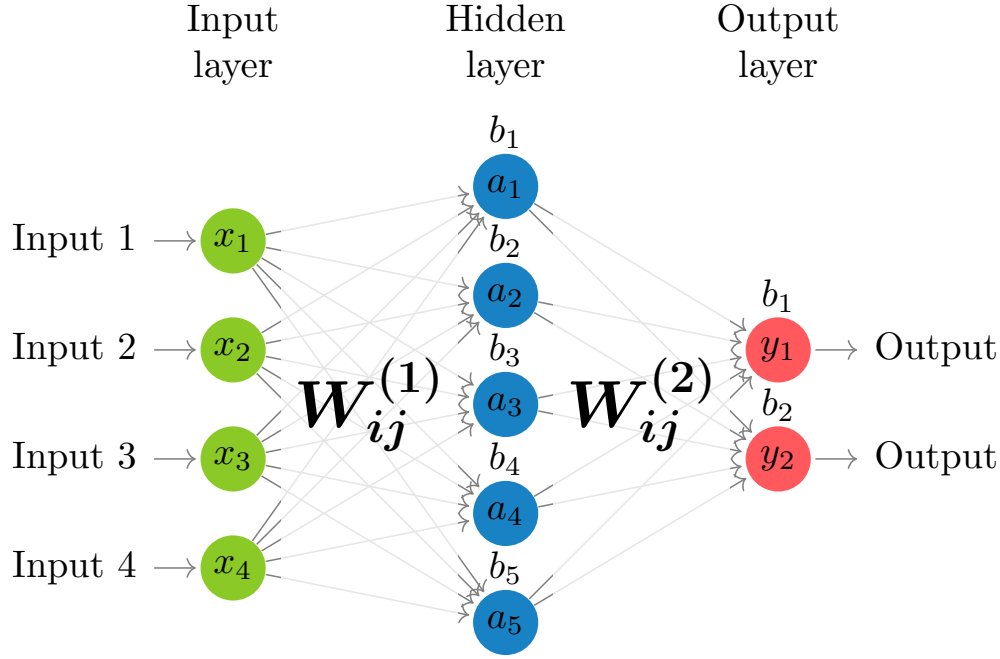 Input
layer
Hidden
layer
Output
layer
b₁
a₁
Input 1
x₁
b₂
a₂
b₁
Input 2
x₂
y₁
Output
b₃
W_{ij}^{(1)}
a₃
W_{ij}^{(2)}
b₂
Input 3
x₃
y₂
Output
b₄
a₄
Input 4
x₄
b₅
a₅